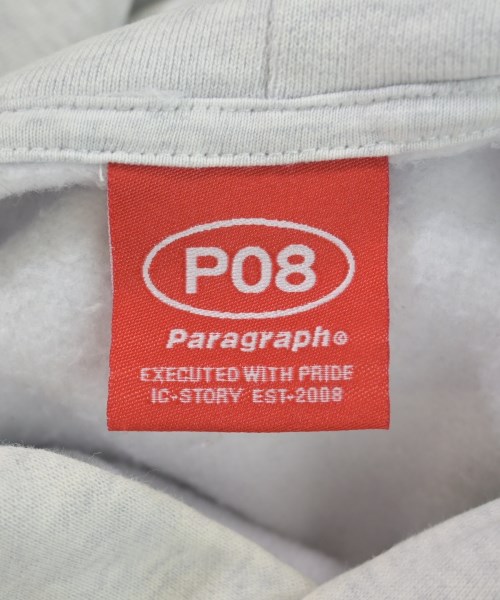 P08
Paragraph©
EXECUTED WITH PRIDE
IC-STORY EST-2008